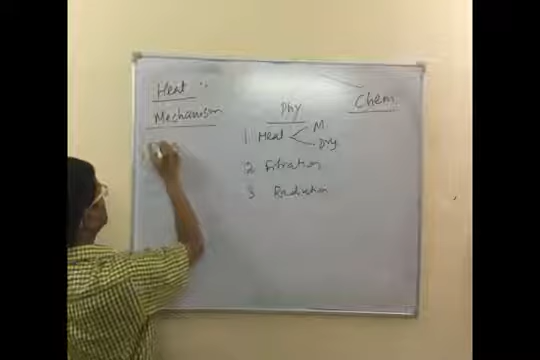 Heat :-
Mechanism
Phy
1 Heat < M.
Dry
2 Filtration
3 Radiation
Chem